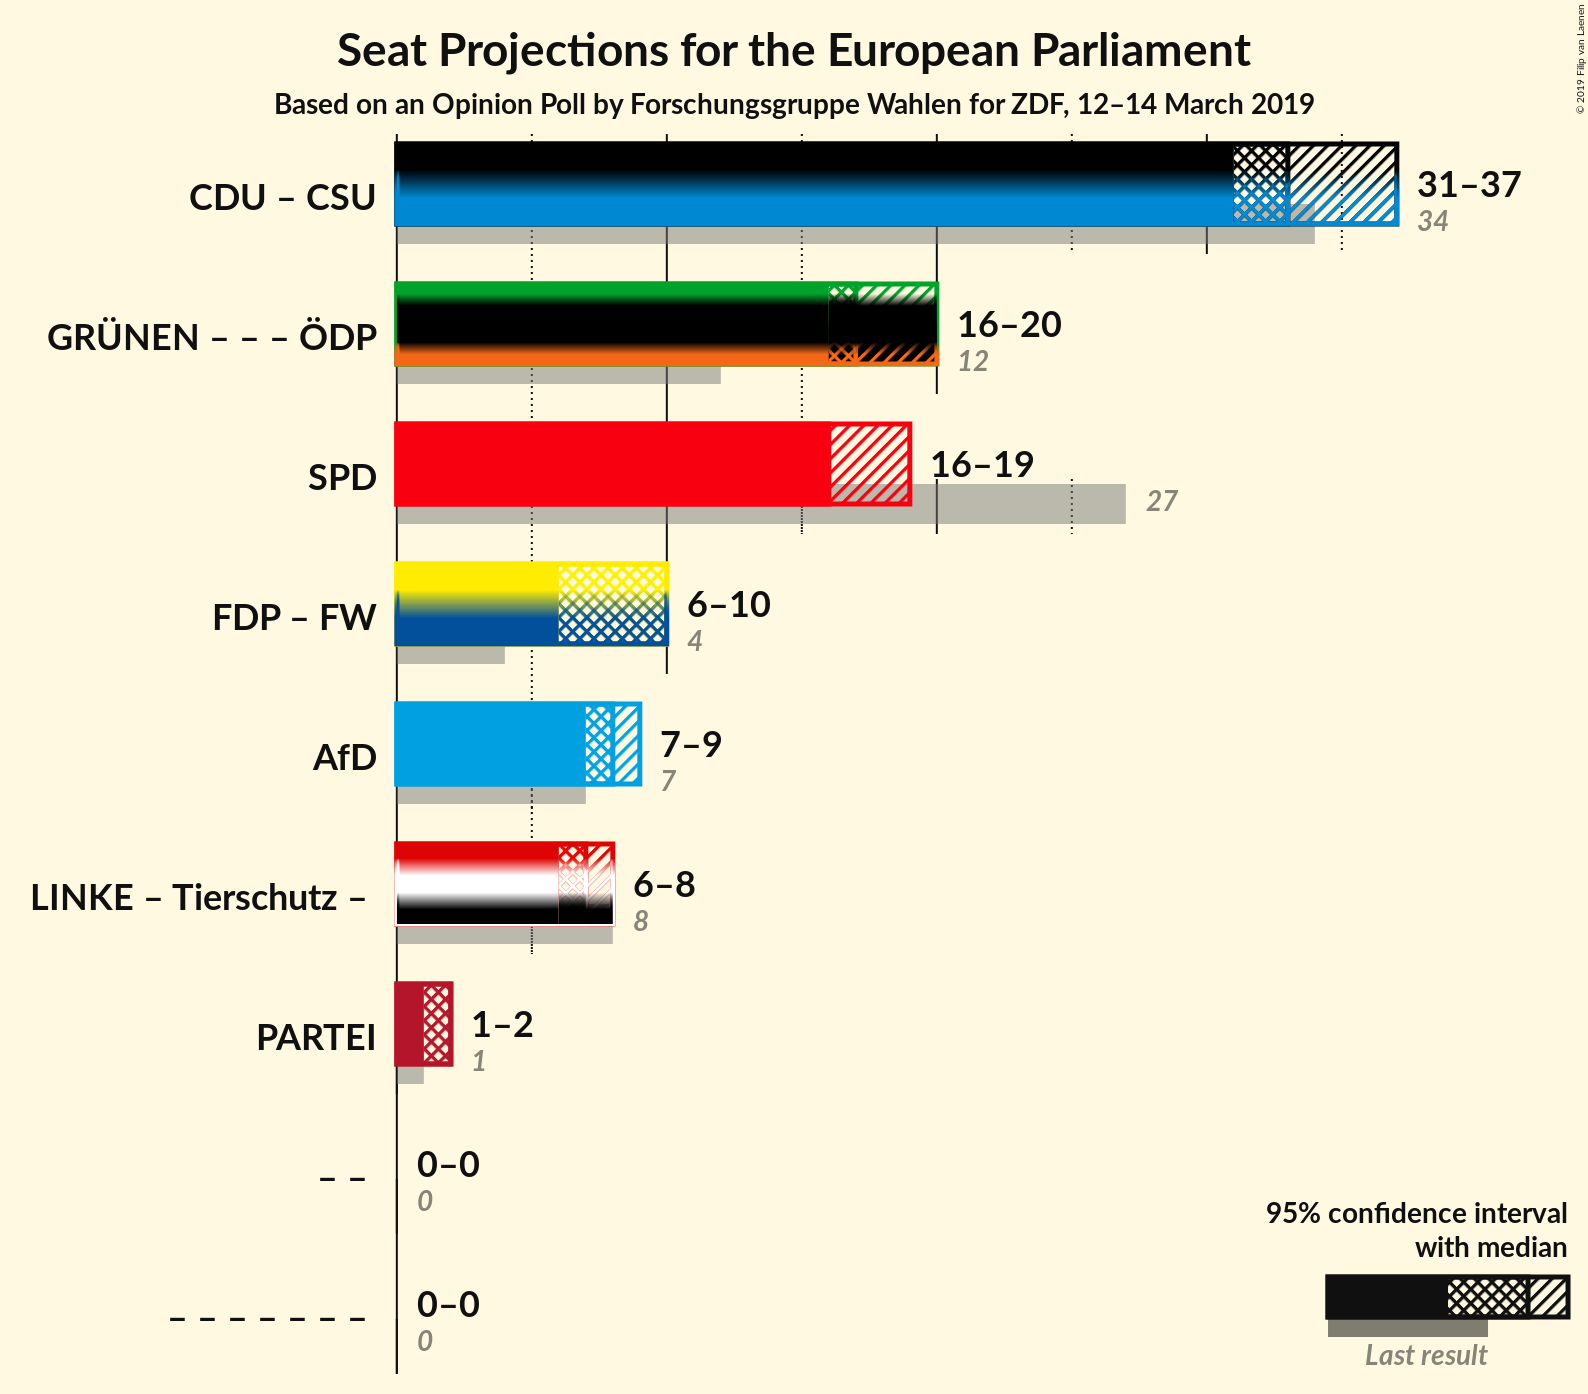 Seat Projections for the European Parliament
Based on an Opinion Poll by Forschungsgruppe Wahlen for ZDF, 12–14 March 2019
© 2019 Filip van Laenen
CDU – CSU
31–37
34
GRÜNEN – – – ÖDP
16–20
12
SPD
16–19
27
FDP – FW
6–10
4
AfD
7–9
7
LINKE – Tierschutz –
6–8
8
PARTEI
1–2
1
– –
0–0
0
– – – – – – –
0–0
0
95% confidence interval
with median
Last result